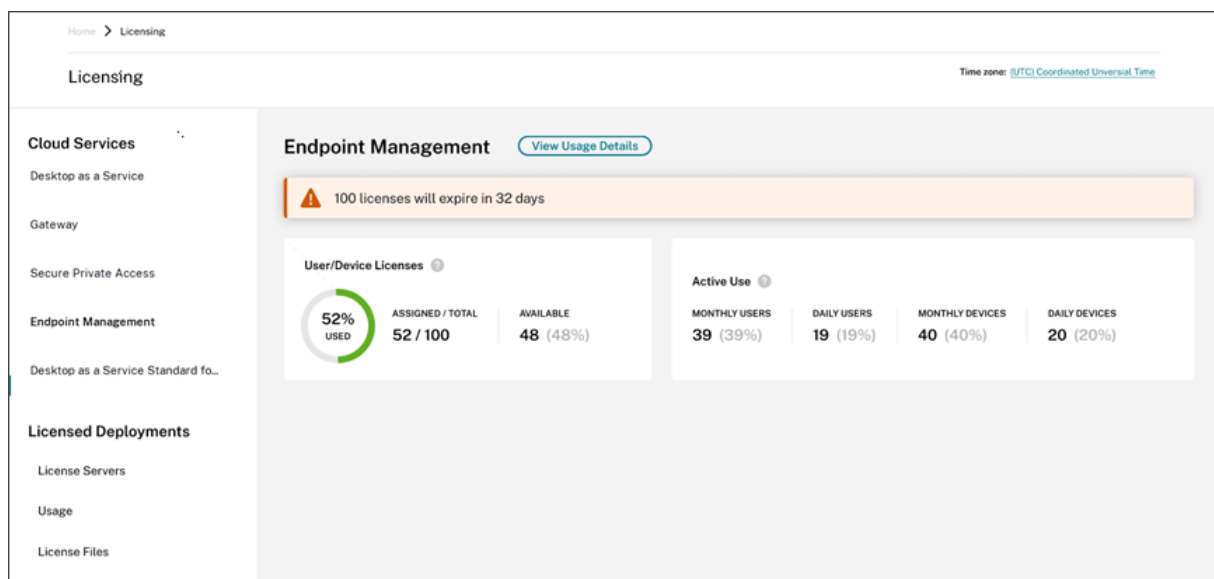 Home > Licensing
Licensing
Time zone: (UTC) Coordinated Unversial Time
Cloud Services
Desktop as a Service
Gateway
Secure Private Access
Endpoint Management
Desktop as a Service Standard fo...
Licensed Deployments
License Servers
Usage
License Files
Endpoint Management
View Usage Details
100 licenses will expire in 32 days
User/Device Licenses ?
52%
USED
ASSIGNED / TOTAL
52 / 100
AVAILABLE
48 (48%)
Active Use ?
MONTHLY USERS
39 (39%)
DAILY USERS
19 (19%)
MONTHLY DEVICES
40 (40%)
DAILY DEVICES
20 (20%)